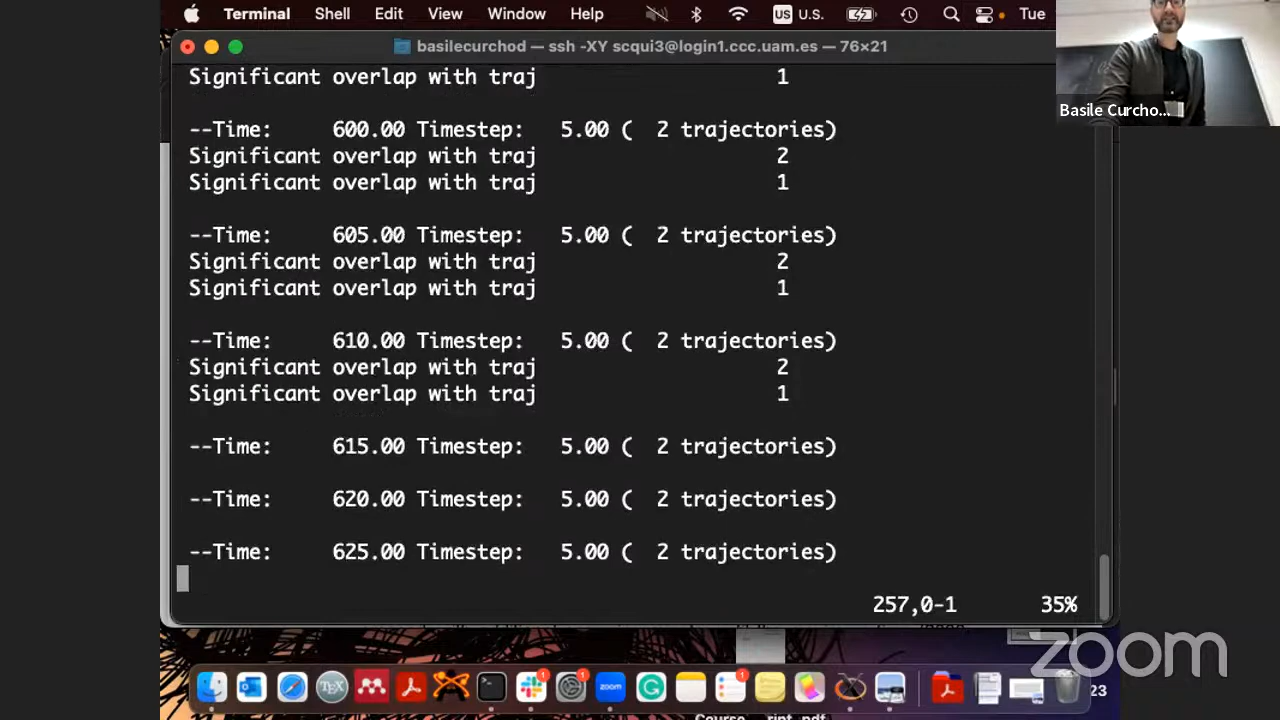 Terminal Shell Edit View Window Help US U.S. Tue
basilecurchod — ssh -XY scqui3@login1.ccc.uam.es — 76×21
Significant overlap with traj 1
--Time: 600.00 Timestep: 5.00 ( 2 trajectories)
Significant overlap with traj 2
Significant overlap with traj 1
--Time: 605.00 Timestep: 5.00 ( 2 trajectories)
Significant overlap with traj 2
Significant overlap with traj 1
--Time: 610.00 Timestep: 5.00 ( 2 trajectories)
Significant overlap with traj 2
Significant overlap with traj 1
--Time: 615.00 Timestep: 5.00 ( 2 trajectories)
--Time: 620.00 Timestep: 5.00 ( 2 trajectories)
--Time: 625.00 Timestep: 5.00 ( 2 trajectories)
257,0-1 35%
Basile Curcho...
zoom
TEX
zoom
23